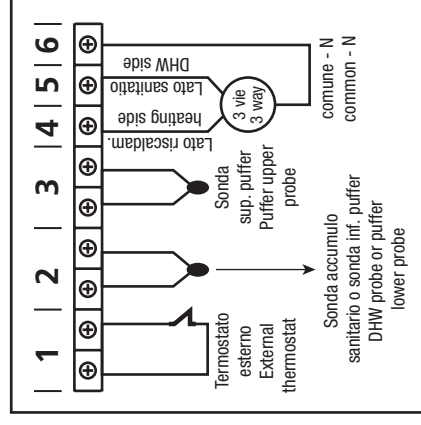 1
2
3
4
5
6
Termostato
esterno
External
thermostat
Sonda accumulo
sanitario o sonda inf. puffer
DHW probe or puffer
lower probe
Sonda
sup. puffer
Puffer upper
probe
Lato riscaldam.
heating side
Lato sanitatio
DHW side
3 vie
3 way
comune - N
common - N